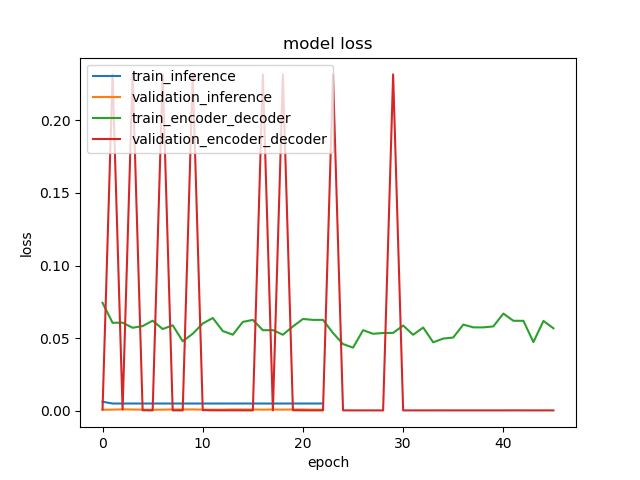 model loss
train_inference
validation_inference
train_encoder_decoder
validation_encoder_decoder
loss
0.20
0.15
0.10
0.05
0.00
0 10 20 30 40
epoch